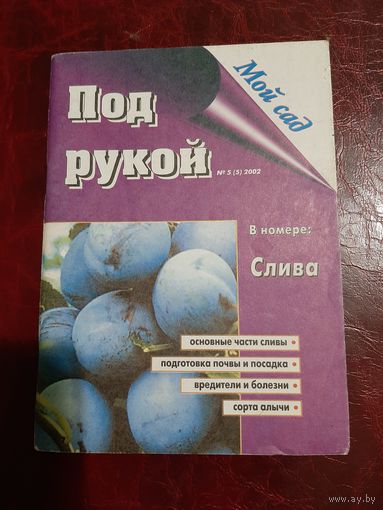 Мой сад
Под
рукой
№ 5 (5) 2002
В номере:
Слива
основные части сливы •
подготовка почвы и посадка •
вредители и болезни •
сорта алычи •
www.ay.by